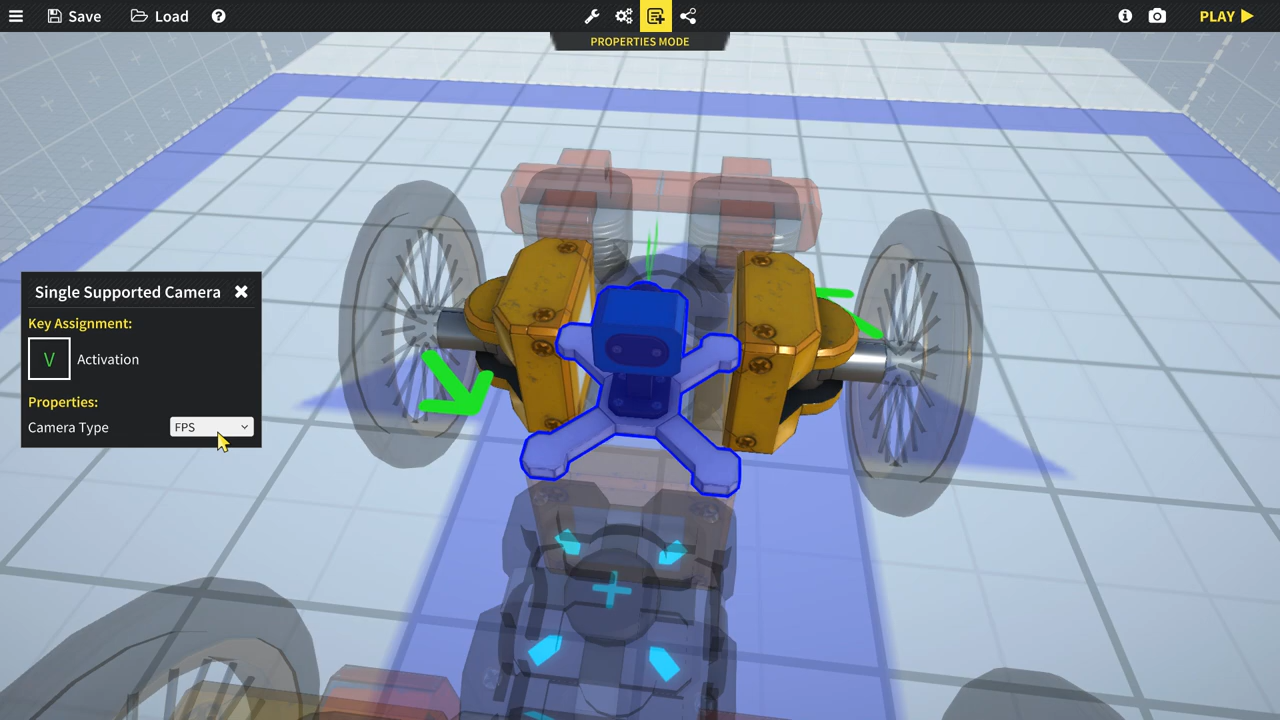 Save
Load
PLAY
PROPERTIES MODE
Single Supported Camera
Key Assignment:
V
Activation
Properties:
Camera Type
FPS